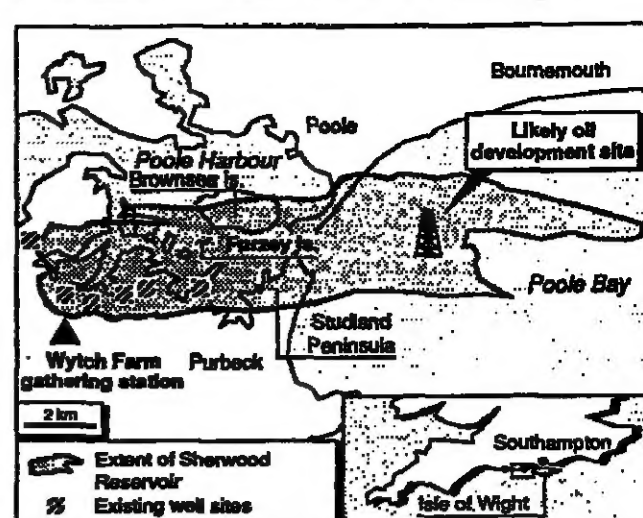 Bournemouth
Poole
Likely oil
development site
Poole Harbour
Brownsea Is.
Furzey Is.
Poole Bay
Studland
Peninsula
Wytch Farm
gathering station
Purbeck
2 km
Extent of Sherwood
Reservoir
Existing well sites
Southampton
Isle of Wight